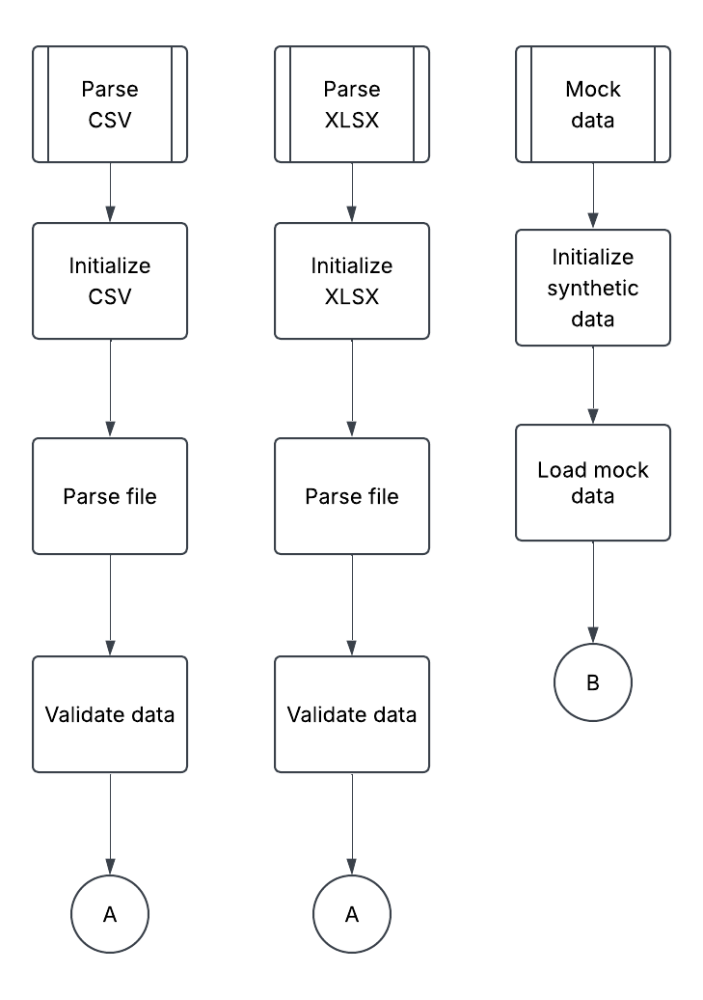 Parse
CSV
Initialize
CSV
Parse file
Validate data
A
Parse
XLSX
Initialize
XLSX
Parse file
Validate data
A
Mock
data
Initialize
synthetic
data
Load mock
data
B